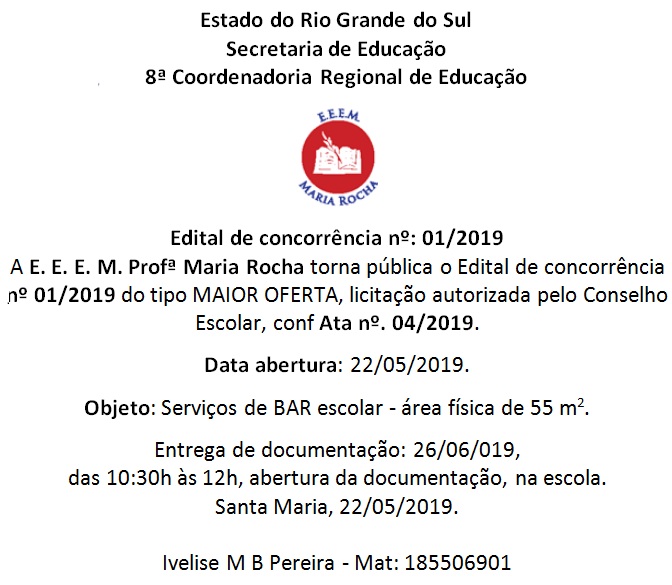 Estado do Rio Grande do Sul
Secretaria de Educação
8ª Coordenadoria Regional de Educação
E.E.E.M.
MARIA ROCHA
Edital de concorrência nº: 01/2019
A E. E. E. M. Profª Maria Rocha torna pública o Edital de concorrência
nº 01/2019 do tipo MAIOR OFERTA, licitação autorizada pelo Conselho
Escolar, conf Ata nº. 04/2019.
Data abertura: 22/05/2019.
Objeto: Serviços de BAR escolar - área física de 55 m².
Entrega de documentação: 26/06/019,
das 10:30h às 12h, abertura da documentação, na escola.
Santa Maria, 22/05/2019.
Ivelise M B Pereira - Mat: 185506901